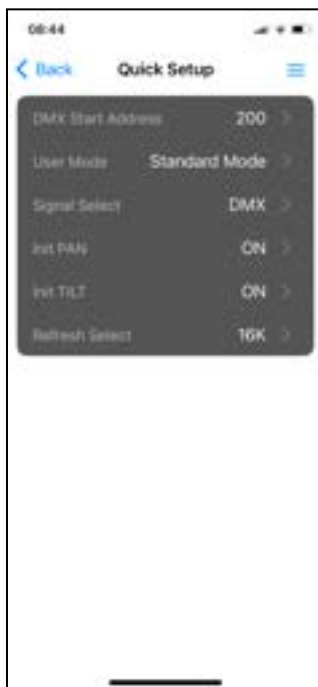 08:44
Back Quick Setup
DMX Start Address 200
User Mode Standard Mode
Signal Select DMX
Init PAN ON
Init TILT ON
Refresh Select 16K